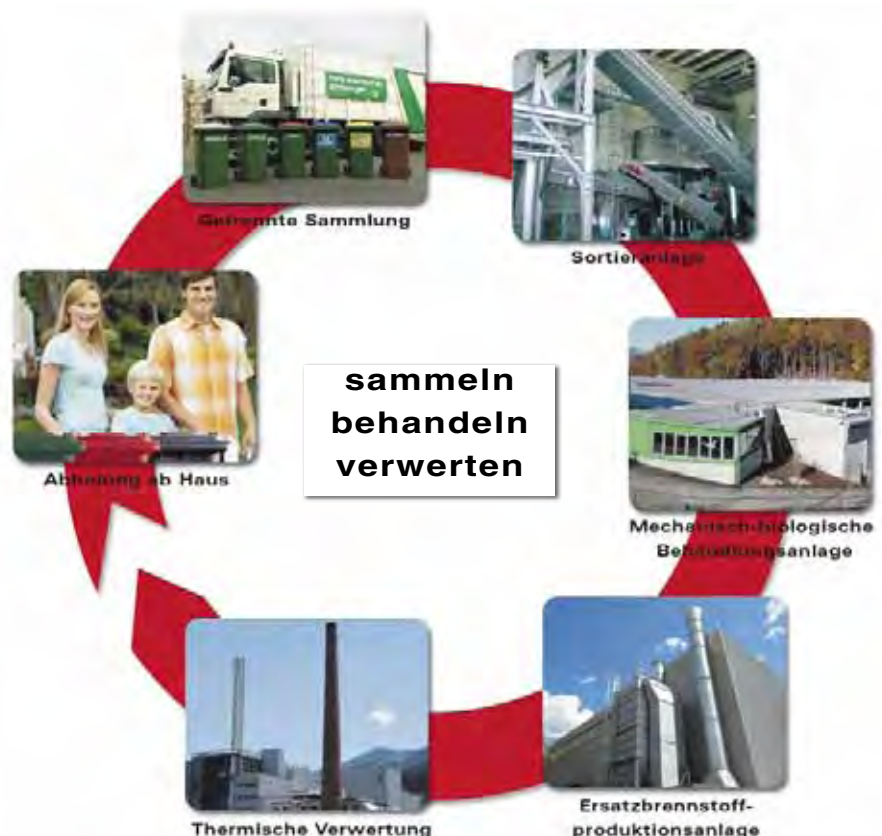 Getrennte Sammlung
Sortieranlage
Abholung ab Haus
sammeln
behandeln
verwerten
Mechanisch-biologische
Behandlungsanlage
Thermische Verwertung
Ersatzbrennstoff-
produktionsanlage